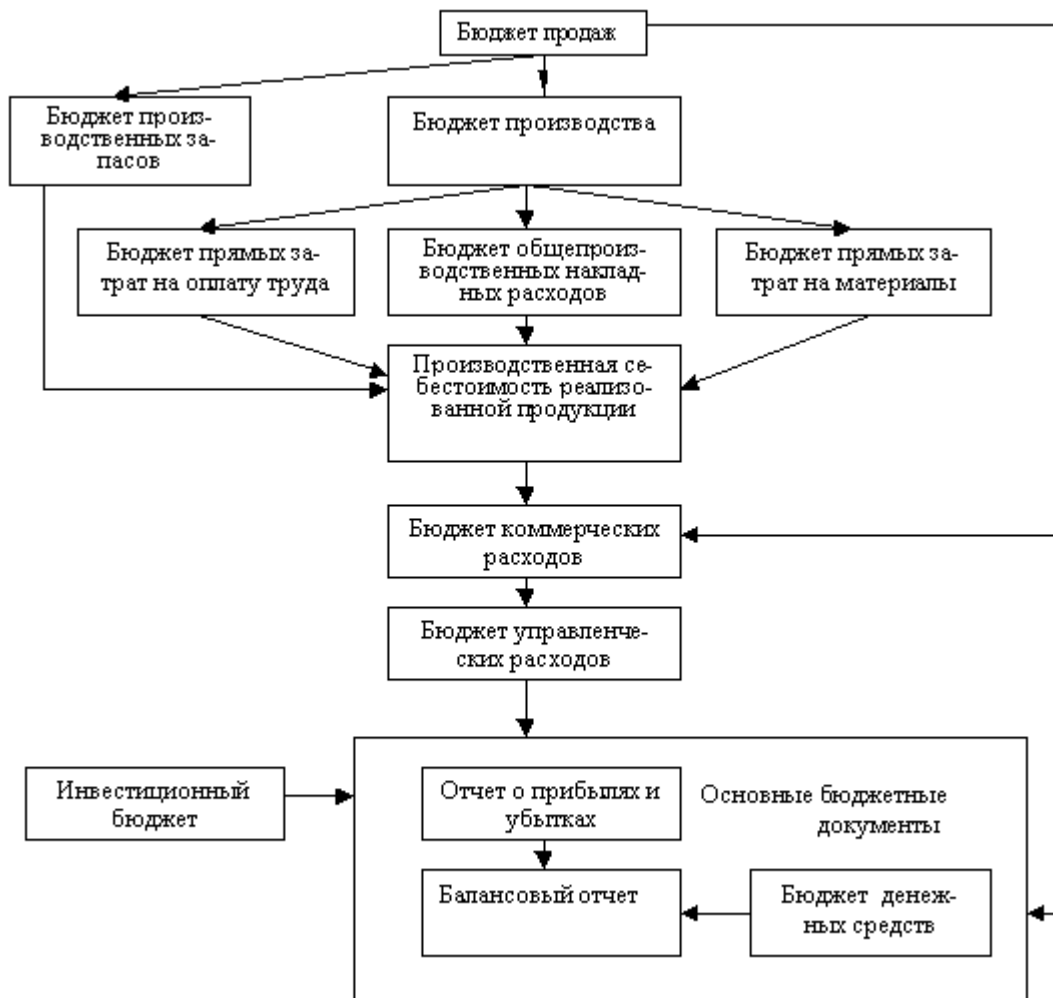 Бюджет продаж
Бюджет произ-
водственных за-
пасов
Бюджет производства
Бюджет прямых за-
трат на оплату труда
Бюджет общепроиз-
водственных наклад-
ных расходов
Бюджет прямых за-
трат на материалы
Производственная се-
бестоимость реализо-
ванной продукции
Бюджет коммерческих
расходов
Бюджет управленче-
ских расходов
Инвестиционный
бюджет
Отчет о прибылях и
убытках
Основные бюджетные
документы
Балансовый отчет
Бюджет денеж-
ных средств